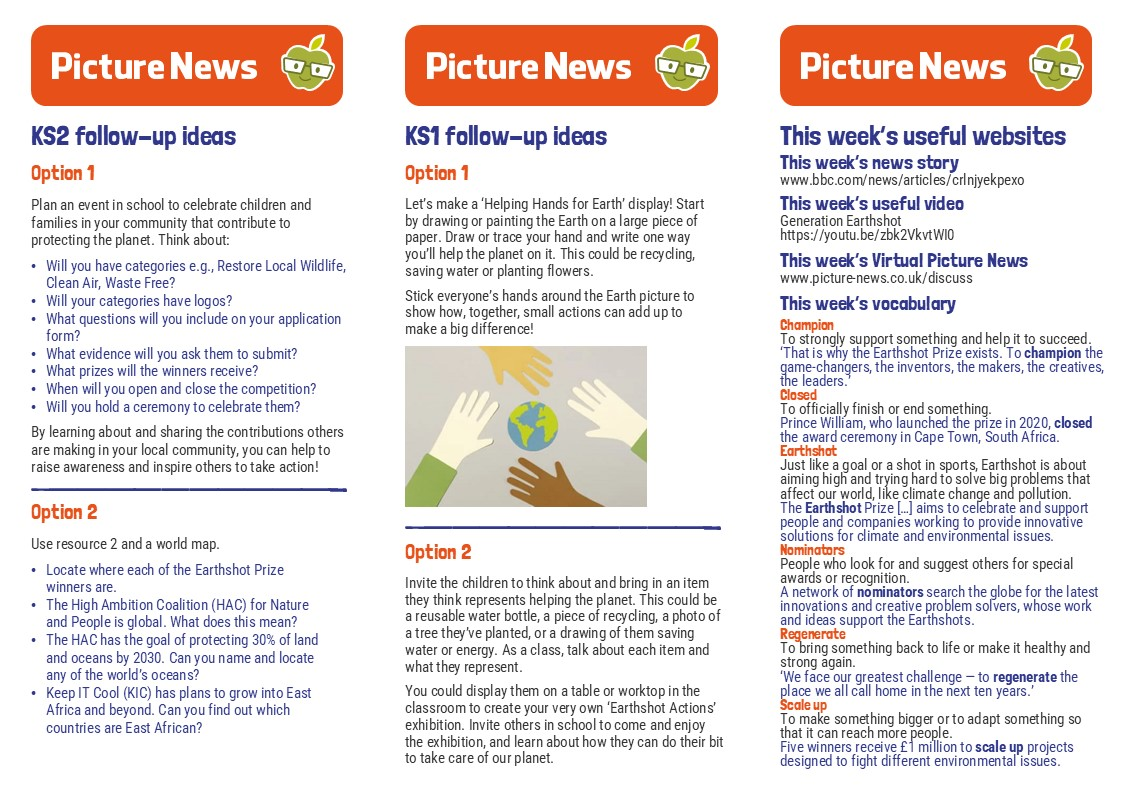 Picture News
KS2 follow-up ideas
Option 1
Plan an event in school to celebrate children and
families in your community that contribute to
protecting the planet. Think about:
• Will you have categories e.g., Restore Local Wildlife,
Clean Air, Waste Free?
• Will your categories have logos?
• What questions will you include on your application
form?
• What evidence will you ask them to submit?
• What prizes will the winners receive?
• When will you open and close the competition?
• Will you hold a ceremony to celebrate them?
By learning about and sharing the contributions others
are making in your local community, you can help to
raise awareness and inspire others to take action!
Option 2
Use resource 2 and a world map.
• Locate where each of the Earthshot Prize
winners are.
• The High Ambition Coalition (HAC) for Nature
and People is global. What does this mean?
• The HAC has the goal of protecting 30% of land
and oceans by 2030. Can you name and locate
any of the world's oceans?
• Keep IT Cool (KIC) has plans to grow into East
Africa and beyond. Can you find out which
countries are East African?
Picture News
KS1 follow-up ideas
Option 1
Let's make a 'Helping Hands for Earth' display! Start
by drawing or painting the Earth on a large piece of
paper. Draw or trace your hand and write one way
you'll help the planet on it. This could be recycling,
saving water or planting flowers.
Stick everyone's hands around the Earth picture to
show how, together, small actions can add up to
make a big difference!
Option 2
Invite the children to think about and bring in an item
they think represents helping the planet. This could be
a reusable water bottle, a piece of recycling, a photo of
a tree they've planted, or a drawing of them saving
water or energy. As a class, talk about each item and
what they represent.
You could display them on a table or worktop in the
classroom to create your very own 'Earthshot Actions'
exhibition. Invite others in school to come and enjoy
the exhibition, and learn about how they can do their bit
to take care of our planet.
Picture News
This week's useful websites
This week's news story
www.bbc.com/news/articles/crlnjyekpexo
This week's useful video
Generation Earthshot
https://youtu.be/zbk2VkvtWI0
This week's Virtual Picture News
www.picture-news.co.uk/discuss
This week's vocabulary
Champion
To strongly support something and help it to succeed.
'That is why the Earthshot Prize exists. To champion the
game-changers, the inventors, the makers, the creatives,
the leaders.'
Closed
To officially finish or end something.
Prince William, who launched the prize in 2020, closed
the award ceremony in Cape Town, South Africa.
Earthshot
Just like a goal or a shot in sports, Earthshot is about
aiming high and trying hard to solve big problems that
affect our world, like climate change and pollution.
The Earthshot Prize [...] aims to celebrate and support
people and companies working to provide innovative
solutions for climate and environmental issues.
Nominators
People who look for and suggest others for special
awards or recognition.
A network of nominators search the globe for the latest
innovations and creative problem solvers, whose work
and ideas support the Earthshots.
Regenerate
To bring something back to life or make it healthy and
strong again.
'We face our greatest challenge – to regenerate the
place we all call home in the next ten years.'
Scale up
To make something bigger or to adapt something so
that it can reach more people.
Five winners receive £1 million to scale up projects
designed to fight different environmental issues.